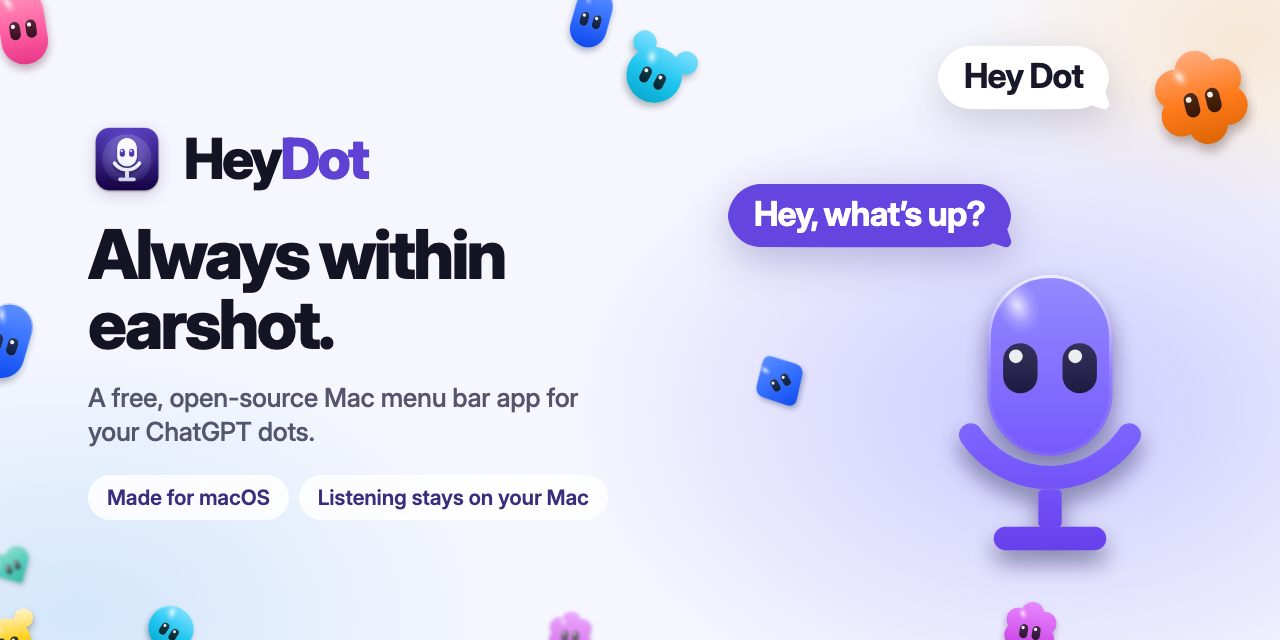 HeyDot
Always within
earshot.
A free, open-source Mac menu bar app for
your ChatGPT dots.
Made for macOS
Listening stays on your Mac
Hey Dot
Hey, what’s up?